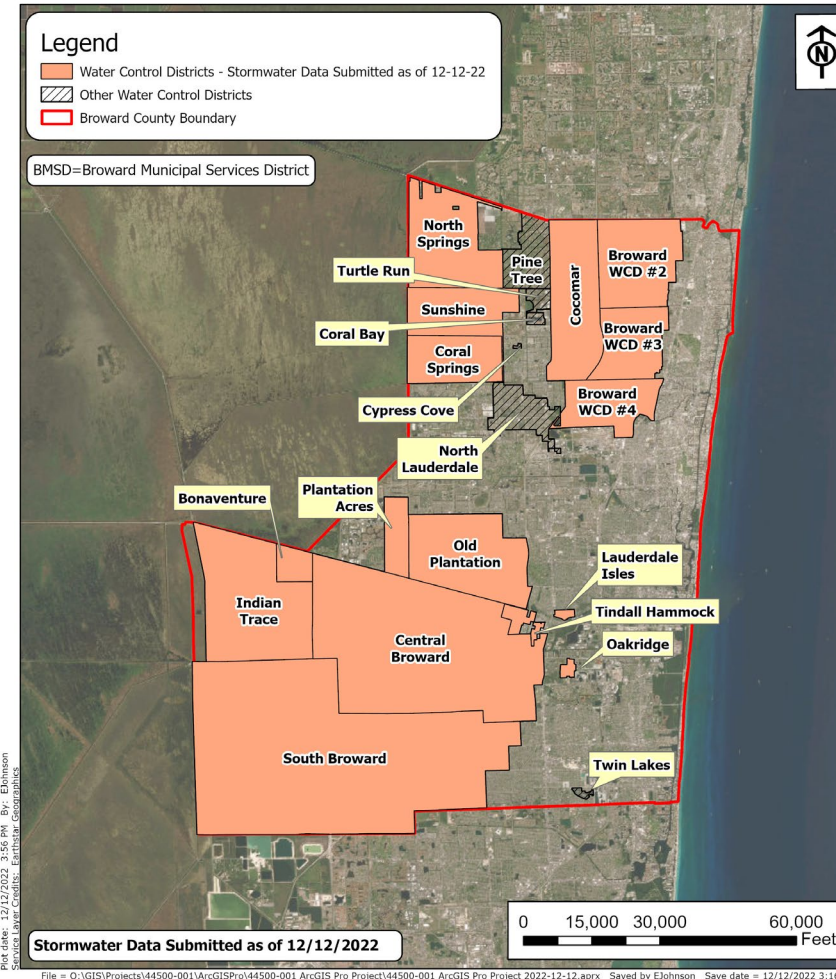 Legend
Water Control Districts - Stormwater Data Submitted as of 12-12-22
Other Water Control Districts
Broward County Boundary
N
BMSD=Broward Municipal Services District
North
Springs
Pine
Tree
Cocomar
Broward
WCD #2
Turtle Run
Sunshine
Coral Bay
Broward
WCD #3
Coral
Springs
Cypress Cove
Broward
WCD #4
North
Lauderdale
Bonaventure
Plantation
Acres
Old
Plantation
Lauderdale
Isles
Indian
Trace
Tindall Hammock
Central
Broward
Oakridge
South Broward
Twin Lakes
Plot date: 12/12/2022 3:56 PM By: EJohnson
Service Layer Credits: Earthstar Geographics
Stormwater Data Submitted as of 12/12/2022
0 15,000 30,000 60,000
Feet
File = O:\GIS\Projects\44500-001\ArcGISPro\44500-001 ArcGIS Pro Project\44500-001 ArcGIS Pro Project 2022-12-12.aprx Saved by EJohnson Save date = 12/12/2022 3:1